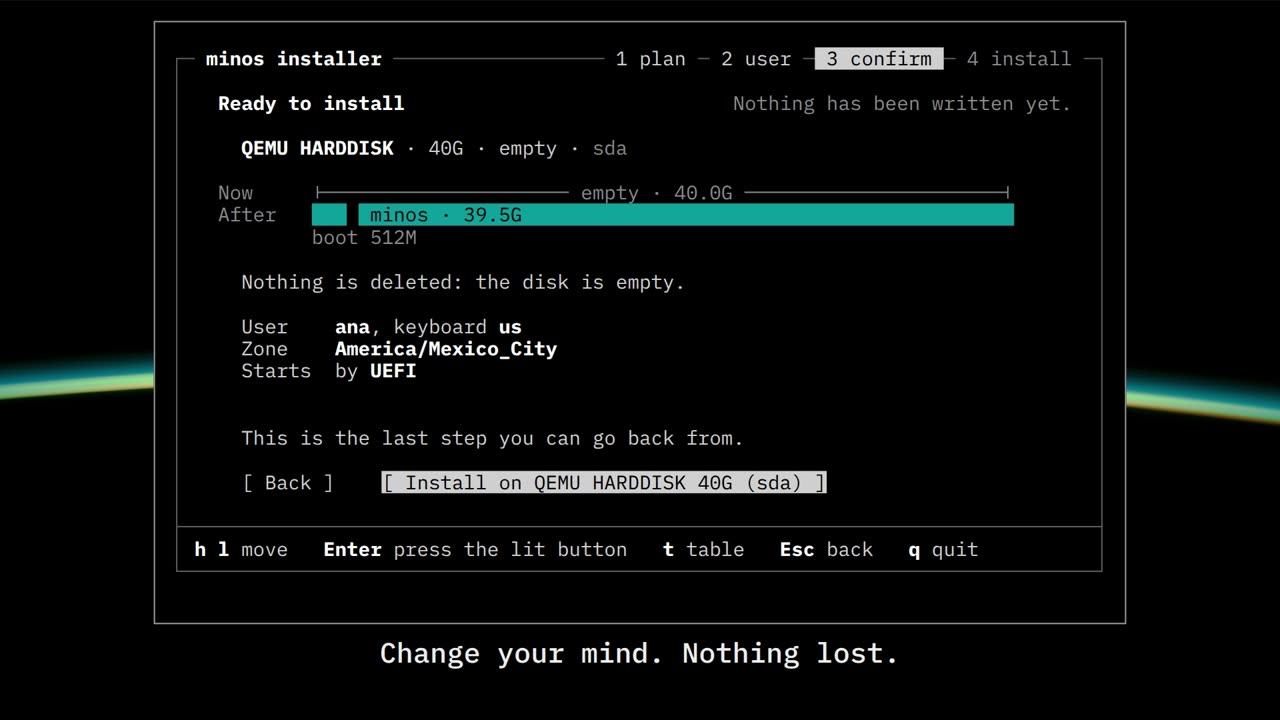 minos installer 1 plan 2 user 3 confirm 4 install
Ready to install Nothing has been written yet.
QEMU HARDDISK · 40G · empty · sda
Now empty · 40.0G
After minos · 39.5G
boot 512M
Nothing is deleted: the disk is empty.
User ana, keyboard us
Zone America/Mexico_City
Starts by UEFI
This is the last step you can go back from.
[ Back ] [ Install on QEMU HARDDISK 40G (sda) ]
h l move Enter press the lit button t table Esc back q quit
Change your mind. Nothing lost.